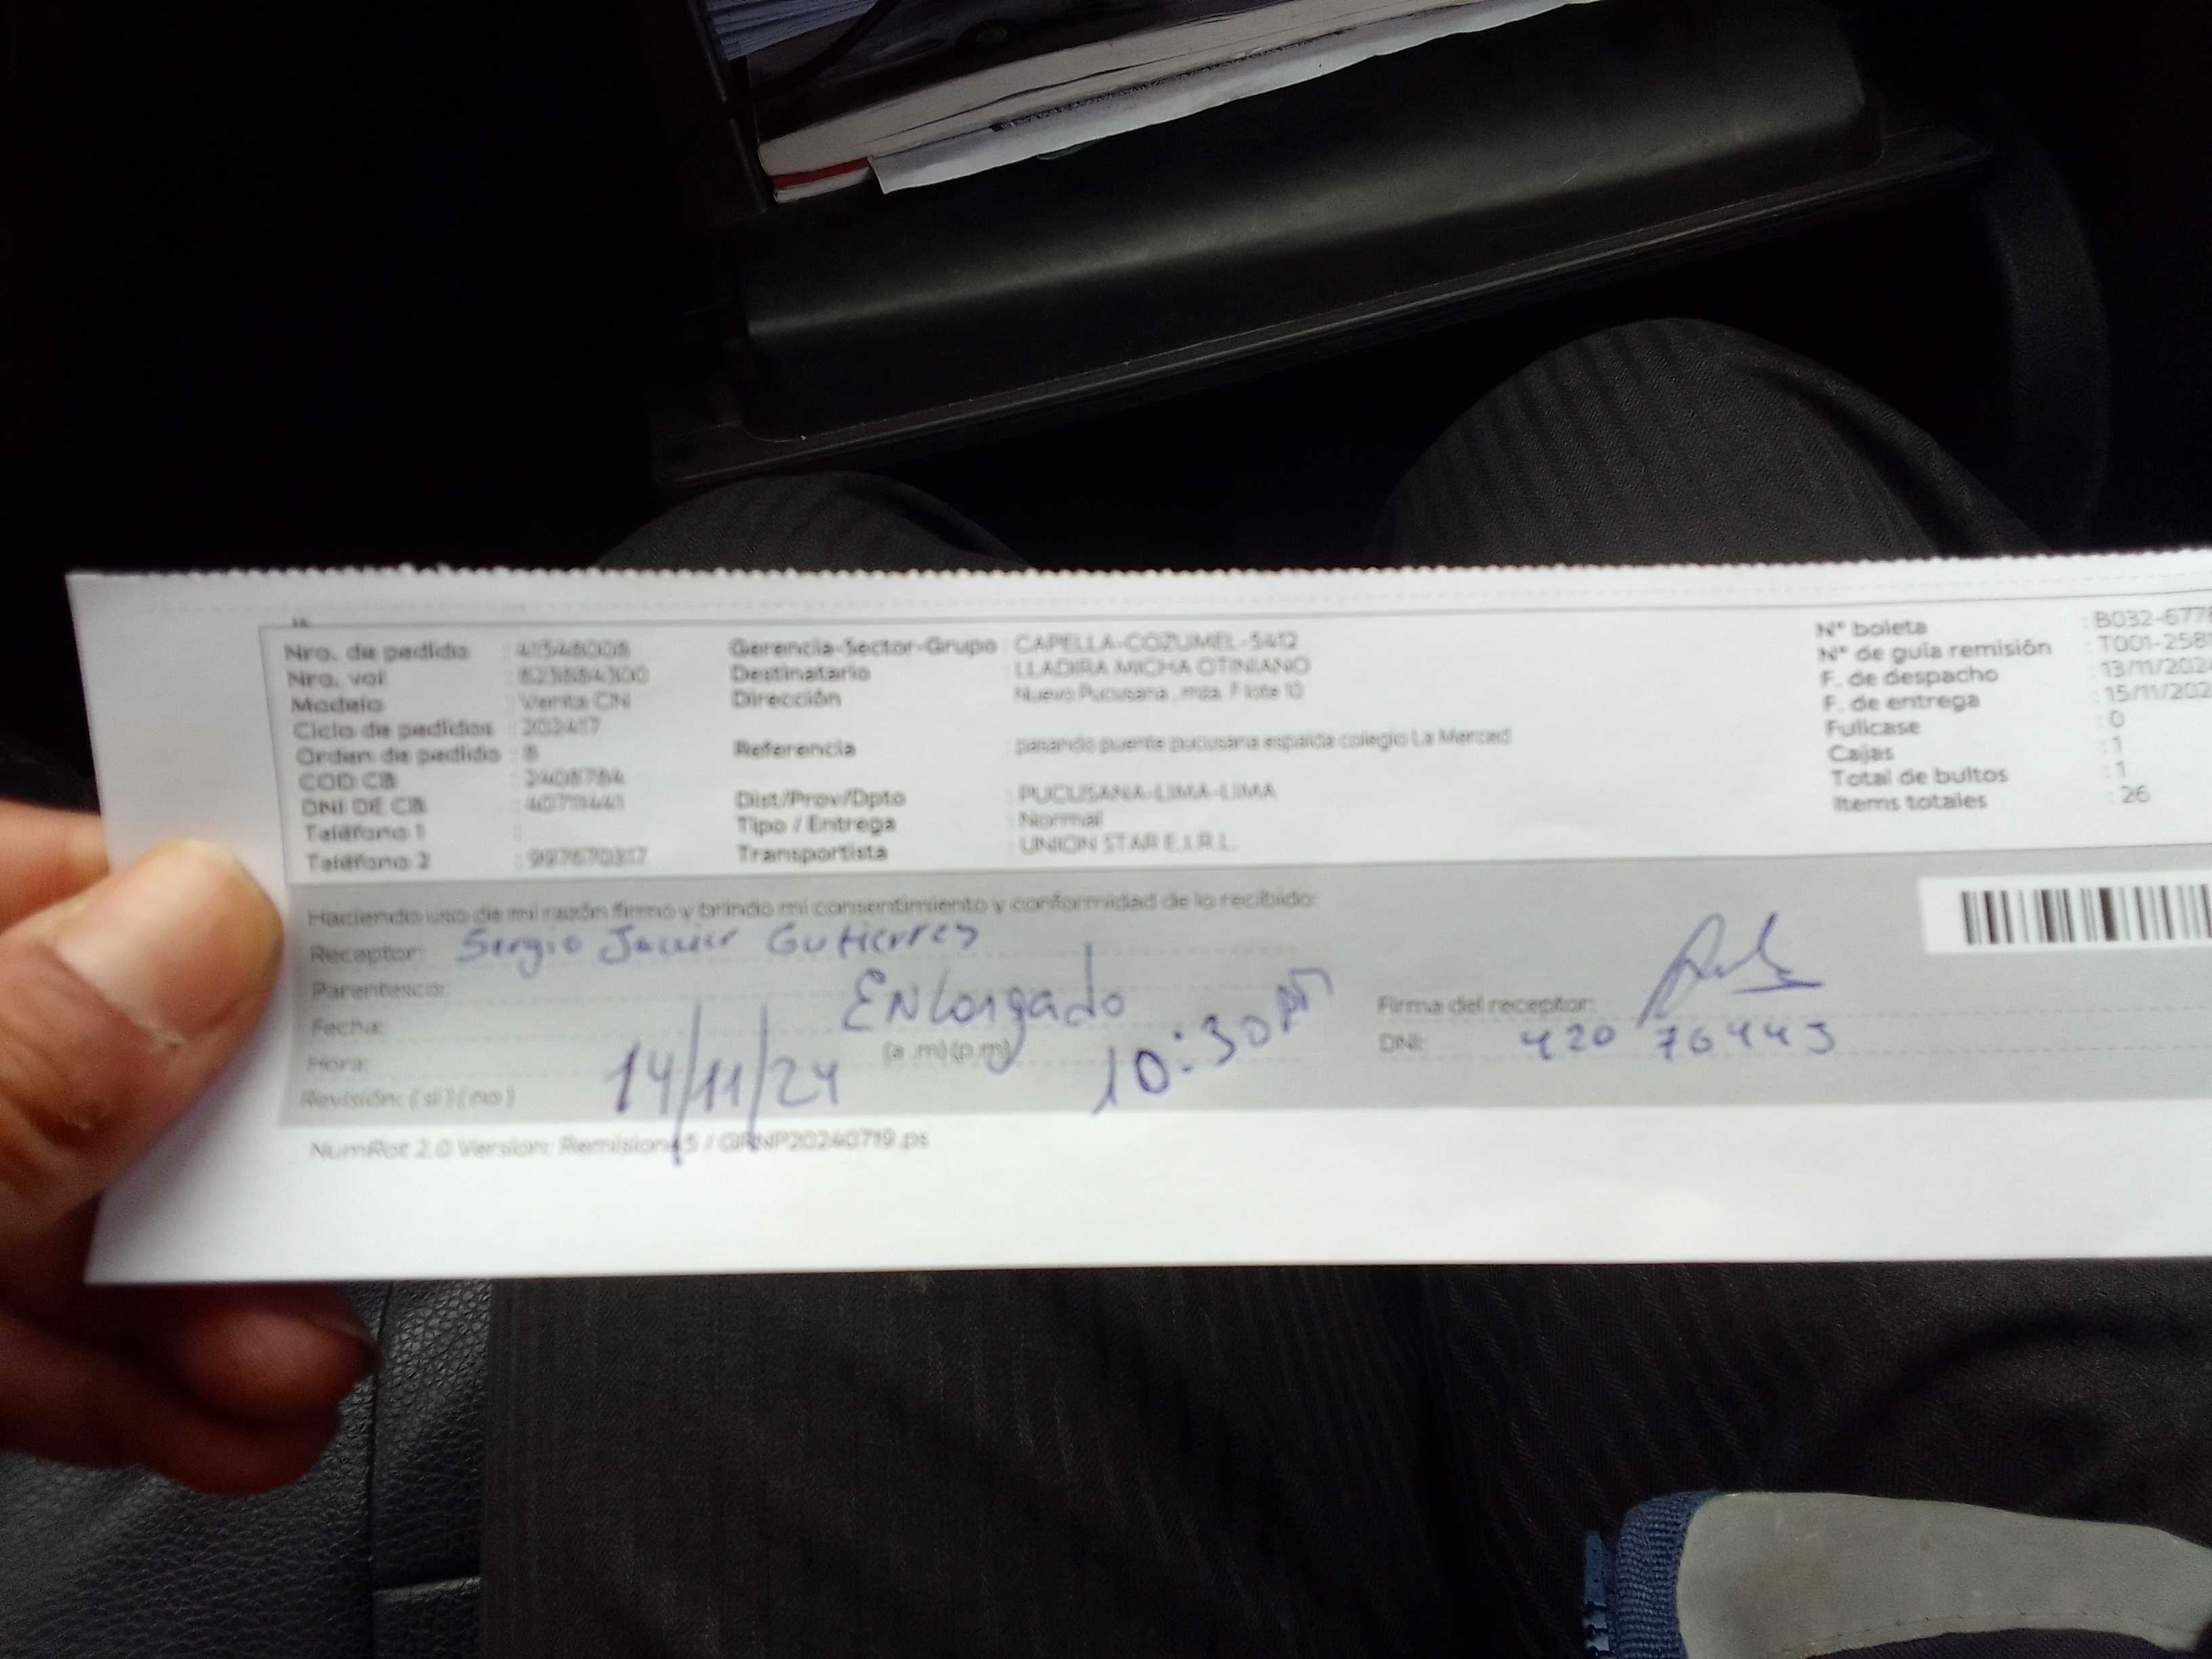 Nro. de pedido
Nro. vol
Modelo : Venta CN
Ciclo de pedidos : 202417
Orden de pedido : 8
COD CB : 2408784
DNI DE CB
Teléfono 1 :
Teléfono 2 : 997670317
Gerencia-Sector-Grupo : CAPELLA-COZUMEL-5412
Destinatario : LLADIRA MICHA OTINIANO
Dirección : Nuevo Pucusana , mza. F lote 10
Referencia : pasando puente pucusana espalda colegio La Merced
Dist/Prov/Dpto : PUCUSANA-LIMA-LIMA
Tipo / Entrega : Normal
Transportista : UNION STAR E.I.R.L.
N° boleta : B032-677
N° de guía remisión : T001-258
F. de despacho : 13/11/202
F. de entrega : 15/11/202
Fullcase : 0
Cajas : 1
Total de bultos : 1
Items totales : 26
Haciendo uso de mi razón firmo y brindo mi consentimiento y conformidad de lo recibido:
Receptor: Sergio Javier Gutierres
Parentesco: ENCargado
Fecha: 14/11/24
Hora: (a .m) (p.m) 10:30
Revisión: ( si ) ( no )
Firma del receptor:
DNI: 420 76443
NumRot 2.0 Version: Remision 5 / GRNP20240719.ps